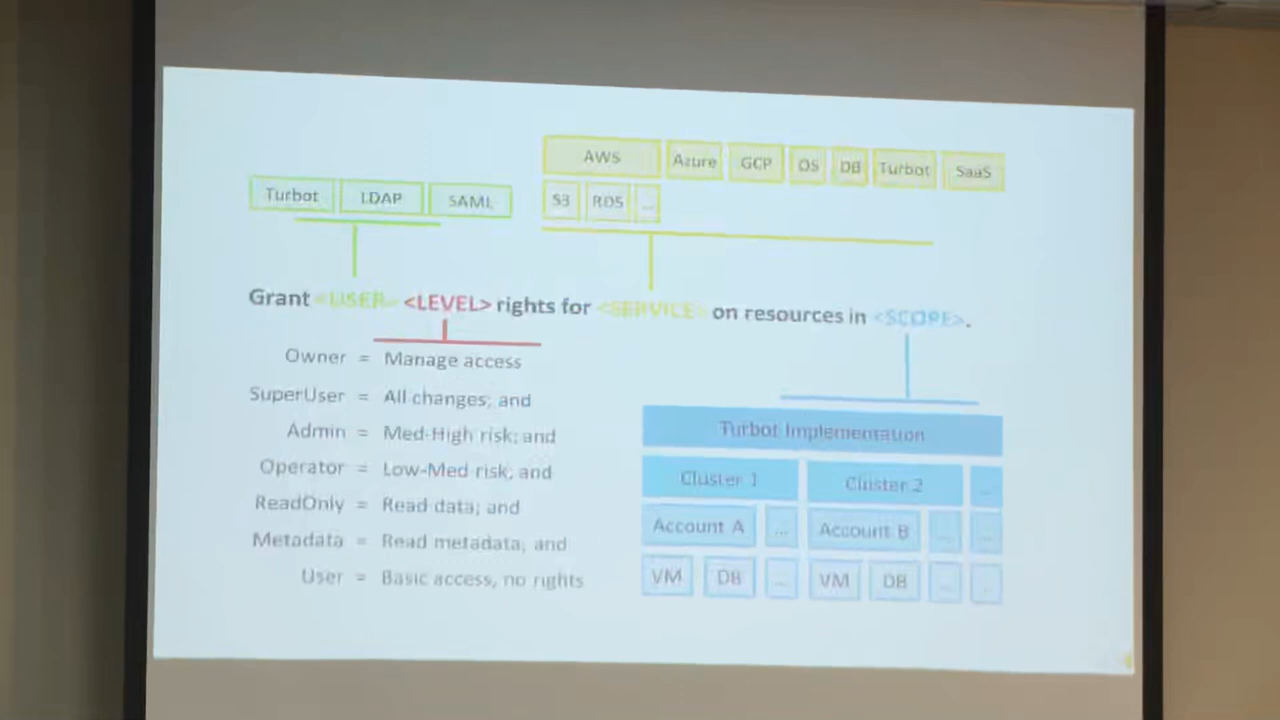 AWS Azure GCP OS DB Turbot SaaS
Turbot LDAP SAML S3 RDS ...
Grant <USER> <LEVEL> rights for <SERVICE> on resources in <SCOPE>.
Owner = Manage access
SuperUser = All changes; and
Admin = Med-High risk; and
Operator = Low-Med risk; and
ReadOnly = Read data; and
Metadata = Read metadata; and
User = Basic access, no rights
Turbot Implementation
Cluster 1 Cluster 2 ...
Account A ... Account B ... ...
VM DB ... VM DB ... ...